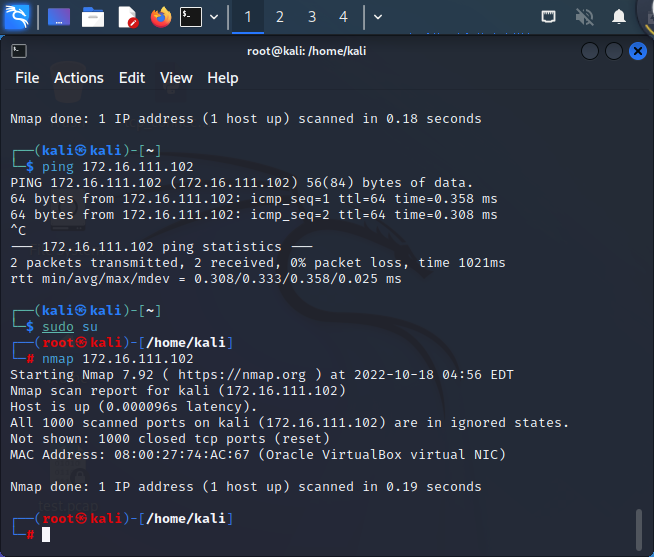 1 2 3 4
root@kali: /home/kali
File Actions Edit View Help
Nmap done: 1 IP address (1 host up) scanned in 0.18 seconds
┌──(kali㉿kali)-[~]
└─$ ping 172.16.111.102
PING 172.16.111.102 (172.16.111.102) 56(84) bytes of data.
64 bytes from 172.16.111.102: icmp_seq=1 ttl=64 time=0.358 ms
64 bytes from 172.16.111.102: icmp_seq=2 ttl=64 time=0.308 ms
^C
--- 172.16.111.102 ping statistics ---
2 packets transmitted, 2 received, 0% packet loss, time 1021ms
rtt min/avg/max/mdev = 0.308/0.333/0.358/0.025 ms
┌──(kali㉿kali)-[~]
└─$ sudo su
┌──(root㉿kali)-[/home/kali]
└─# nmap 172.16.111.102
Starting Nmap 7.92 ( https://nmap.org ) at 2022-10-18 04:56 EDT
Nmap scan report for kali (172.16.111.102)
Host is up (0.000096s latency).
All 1000 scanned ports on kali (172.16.111.102) are in ignored states.
Not shown: 1000 closed tcp ports (reset)
MAC Address: 08:00:27:74:AC:67 (Oracle VirtualBox virtual NIC)
Nmap done: 1 IP address (1 host up) scanned in 0.19 seconds
┌──(root㉿kali)-[/home/kali]
└─#